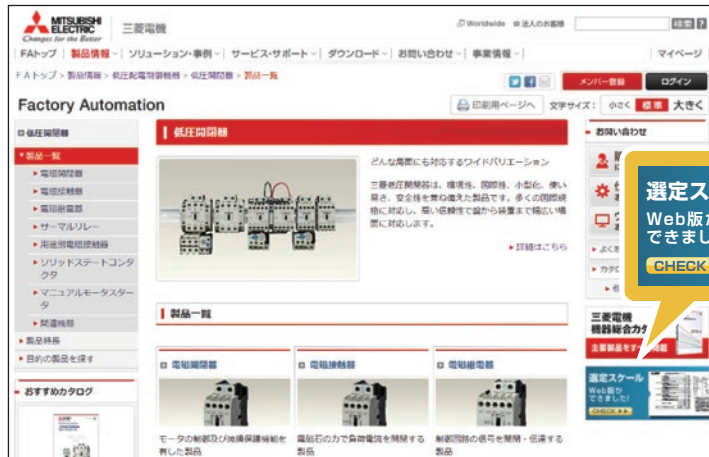 MITSUBISHI
ELECTRIC
Changes for the Better
三菱電機
Worldwide
法人のお客様
検索
?
FAトップ
製品情報
ソリューション・事例
サービス・サポート
ダウンロード
お問い合わせ
事業情報
マイページ
FAトップ > 製品情報 > 低圧配電制御機器 > 低圧開閉器 > 製品一覧
メンバー登録
ログイン
Factory Automation
印刷用ページへ
文字サイズ：
小さく
標準
大きく
低圧開閉器
製品一覧
電磁開閉器
電磁接触器
電磁継電器
サーマルリレー
用途別電磁接触器
ソリッドステートコンタ
クタ
マニュアルモータスター
タ
関連機器
製品特長
目的の製品を探す
おすすめカタログ
低圧開閉器
どんな局面にも対応するワイドバリエーション
三菱低圧開閉器は、環境性、国際性、小型化、使い
易さ、安全性を兼ね備えた製品です。多くの国際規
格に対応し、高い信頼性で盤から装置まで幅広い場
面に対応します。
詳細はこちら
製品一覧
電磁開閉器
モータの制御及び焼損保護機能を
有した製品
電磁接触器
電磁石の力で負荷電流を開閉する
製品
電磁継電器
制御回路の信号を開閉・伝達する
製品
お問い合わせ
選定ス
Web版が
できまし
CHECK
三菱電機
機器総合カタ
主要製品をすべ
選定スケール
Web版が
できました!
CHECK